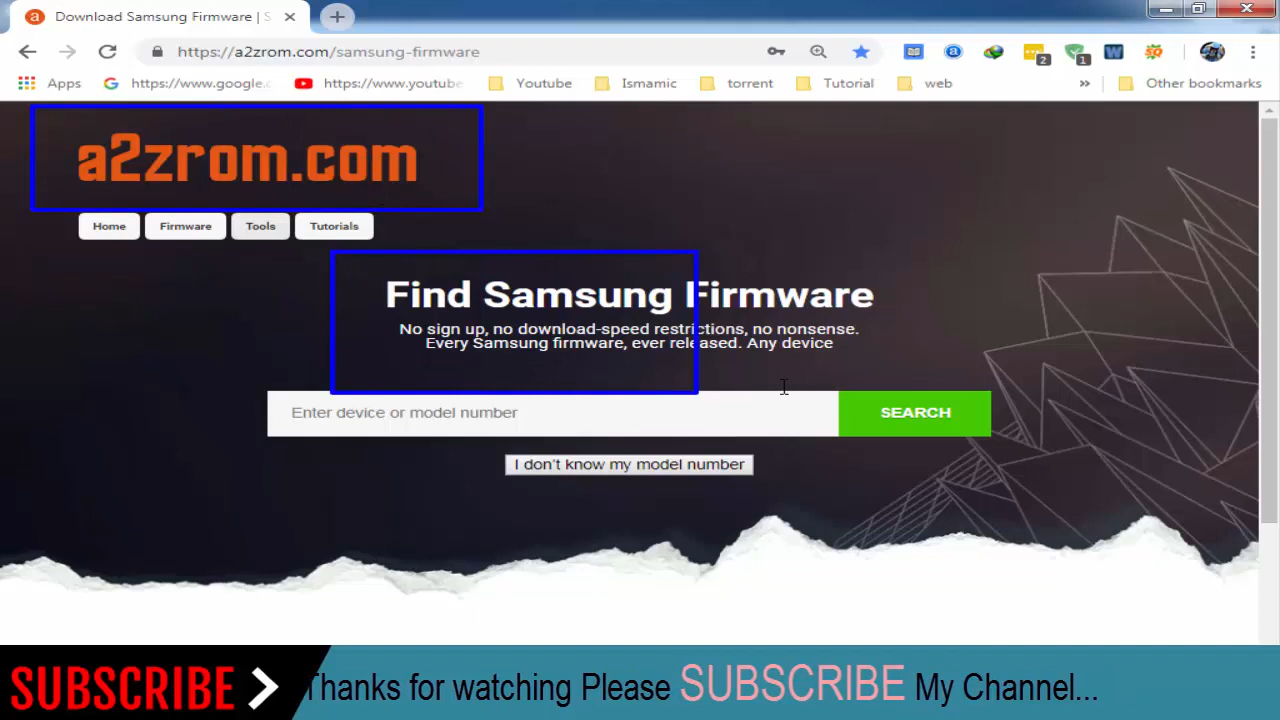 Download Samsung Firmware | S
https://a2zrom.com/samsung-firmware
2
1
Apps
https://www.google.c
https://www.youtube
Youtube
Ismamic
torrent
Tutorial
web
»
Other bookmarks
a2zrom.com
Home
Firmware
Tools
Tutorials
Find Samsung Firmware
No sign up, no download-speed restrictions, no nonsense.
Every Samsung firmware, ever released. Any device
Enter device or model number
SEARCH
I don't know my model number
SUBSCRIBE
Thanks for watching Please SUBSCRIBE My Channel...